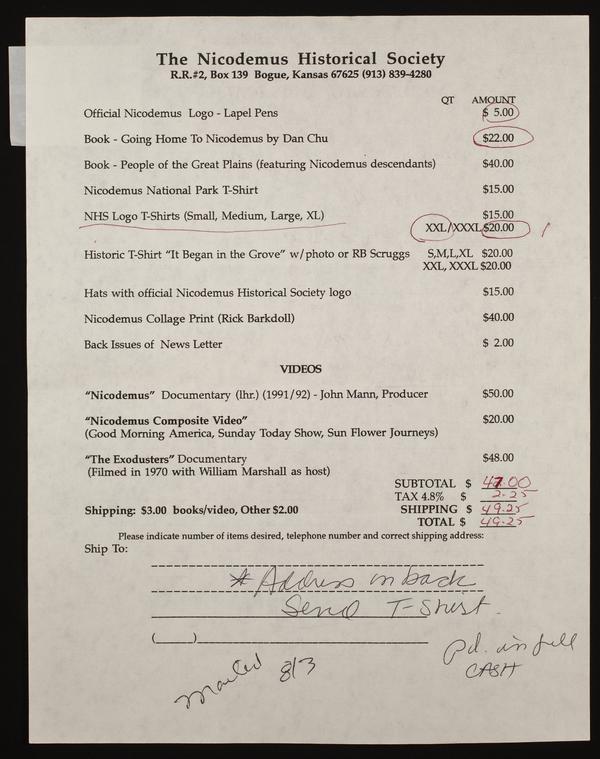 The Nicodemus Historical Society
R.R.#2, Box 139 Bogue, Kansas 67625 (913) 839-4280
QT AMOUNT
Official Nicodemus Logo - Lapel Pens $ 5.00
Book - Going Home To Nicodemus by Dan Chu $22.00
Book - People of the Great Plains (featuring Nicodemus descendants) $40.00
Nicodemus National Park T-Shirt $15.00
NHS Logo T-Shirts (Small, Medium, Large, XL) $15.00
XXL/XXXL $20.00 1
Historic T-Shirt "It Began in the Grove" w/photo or RB Scruggs S,M,L,XL $20.00
XXL, XXXL $20.00
Hats with official Nicodemus Historical Society logo $15.00
Nicodemus Collage Print (Rick Barkdoll) $40.00
Back Issues of News Letter $ 2.00
VIDEOS
"Nicodemus" Documentary (lhr.) (1991/92) - John Mann, Producer $50.00
"Nicodemus Composite Video" $20.00
(Good Morning America, Sunday Today Show, Sun Flower Journeys)
"The Exodusters" Documentary $48.00
(Filmed in 1970 with William Marshall as host)
SUBTOTAL $ 47.00
TAX 4.8% $ 2.25
Shipping: $3.00 books/video, Other $2.00 SHIPPING $ 49.25
TOTAL $ 49.25
Please indicate number of items desired, telephone number and correct shipping address:
Ship To:
* Address on back
Send T-Shirt.
(____)
pd. in full
CASH
Mailed 8/3